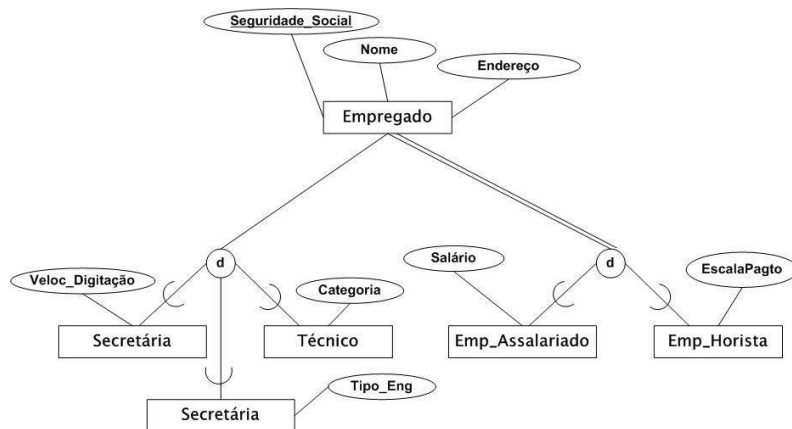 Seguridade_Social
Nome
Endereço
Empregado
d
d
Veloc_Digitação
Categoria
Salário
EscalaPagto
Secretária
Técnico
Emp_Assalariado
Emp_Horista
Tipo_Eng
Secretária